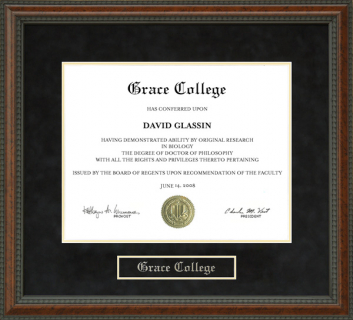 Grace College
HAS CONFERRED UPON
DAVID GLASSIN
HAVING DEMONSTRATED ABILITY BY ORIGINAL RESEARCH
IN BIOLOGY
THE DEGREE OF DOCTOR OF PHILOSOPHY
WITH ALL THE RIGHTS AND PRIVILEGES THERETO PERTAINING
ISSUED BY THE BOARD OF REGENTS UPON RECOMMENDATION OF THE FACULTY
JUNE 14, 2006
PROVOST
PRESIDENT
Grace College